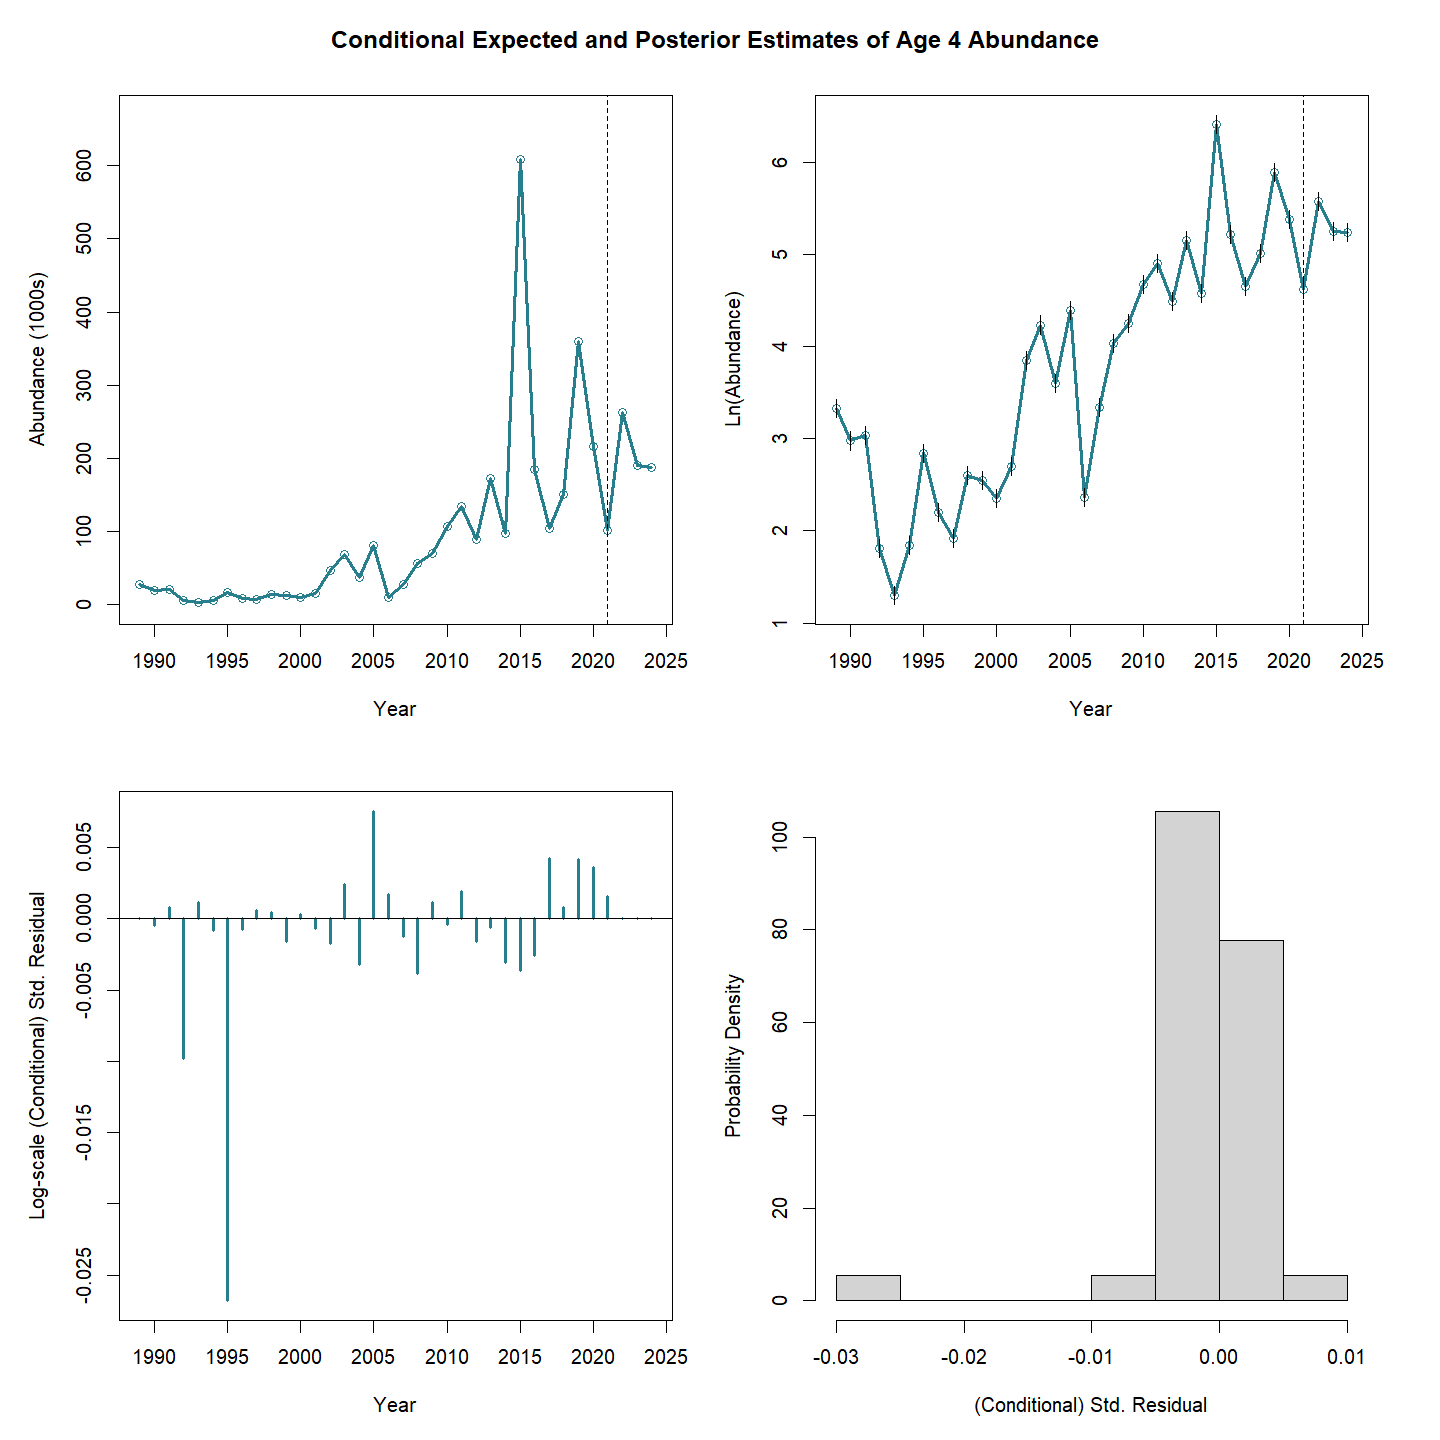 Conditional Expected and Posterior Estimates of Age 4 Abundance
Abundance (1000s)
0 100 200 300 400 500 600
1990 1995 2000 2005 2010 2015 2020 2025
Year
Ln(Abundance)
1 2 3 4 5 6
1990 1995 2000 2005 2010 2015 2020 2025
Year
Log-scale (Conditional) Std. Residual
-0.025 -0.015 -0.005 0.000 0.005
1990 1995 2000 2005 2010 2015 2020 2025
Year
Probability Density
0 20 40 60 80 100
-0.03 -0.02 -0.01 0.00 0.01
(Conditional) Std. Residual